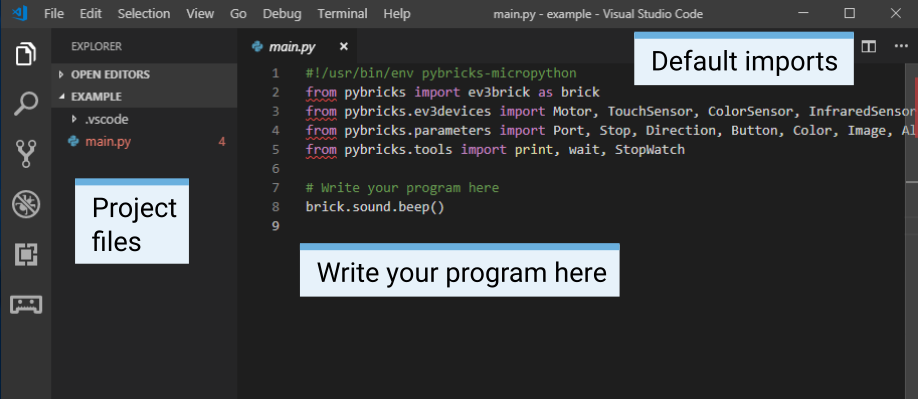 File Edit Selection View Go Debug Terminal Help main.py - example - Visual Studio Code
EXPLORER
OPEN EDITORS
EXAMPLE
.vscode
main.py 4
Project
files
main.py
Default imports
1 #!/usr/bin/env pybricks-micropython
2 from pybricks import ev3brick as brick
3 from pybricks.ev3devices import Motor, TouchSensor, ColorSensor, InfraredSensor
4 from pybricks.parameters import Port, Stop, Direction, Button, Color, Image, Al
5 from pybricks.tools import print, wait, StopWatch
6
7 # Write your program here
8 brick.sound.beep()
9
Write your program here